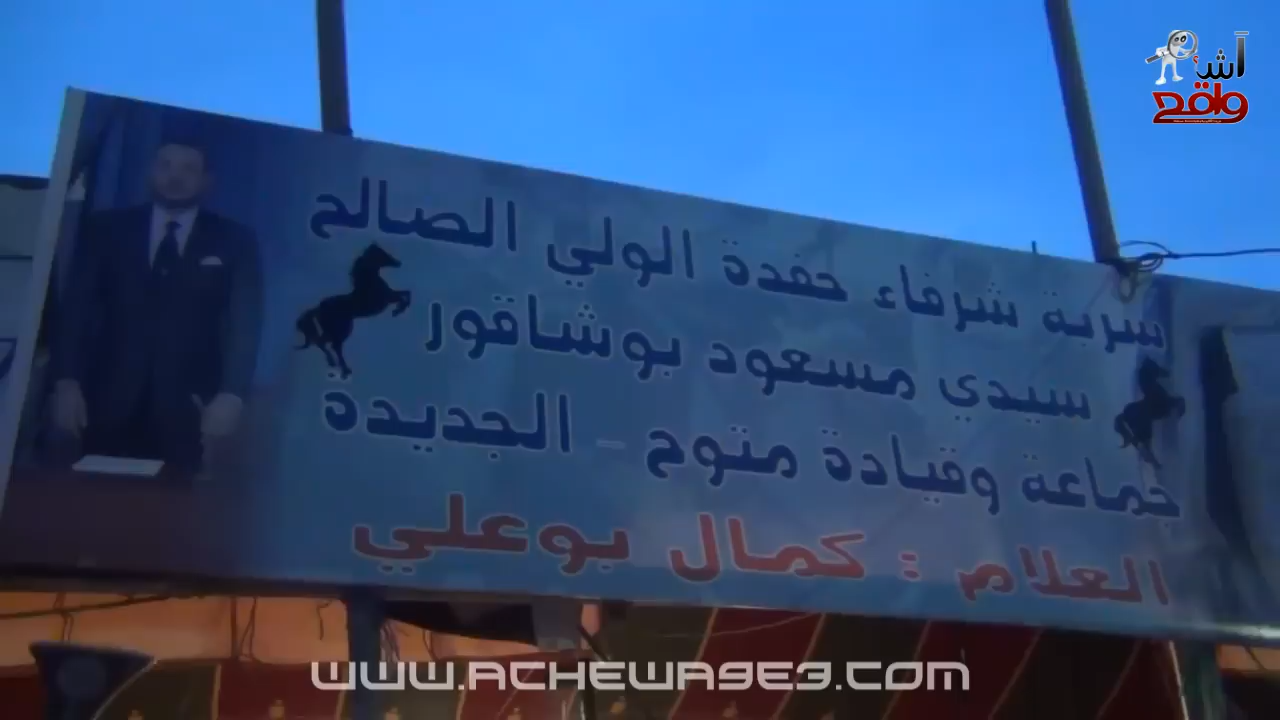 آش
واقع
سربة شرفاء حفدة الولي الصالح
سيدي مسعود بوشاقور
جماعة وقيادة متوح - الجديدة
العلام : كمال بوعلي
WWW.ACHEWA9E3.COM